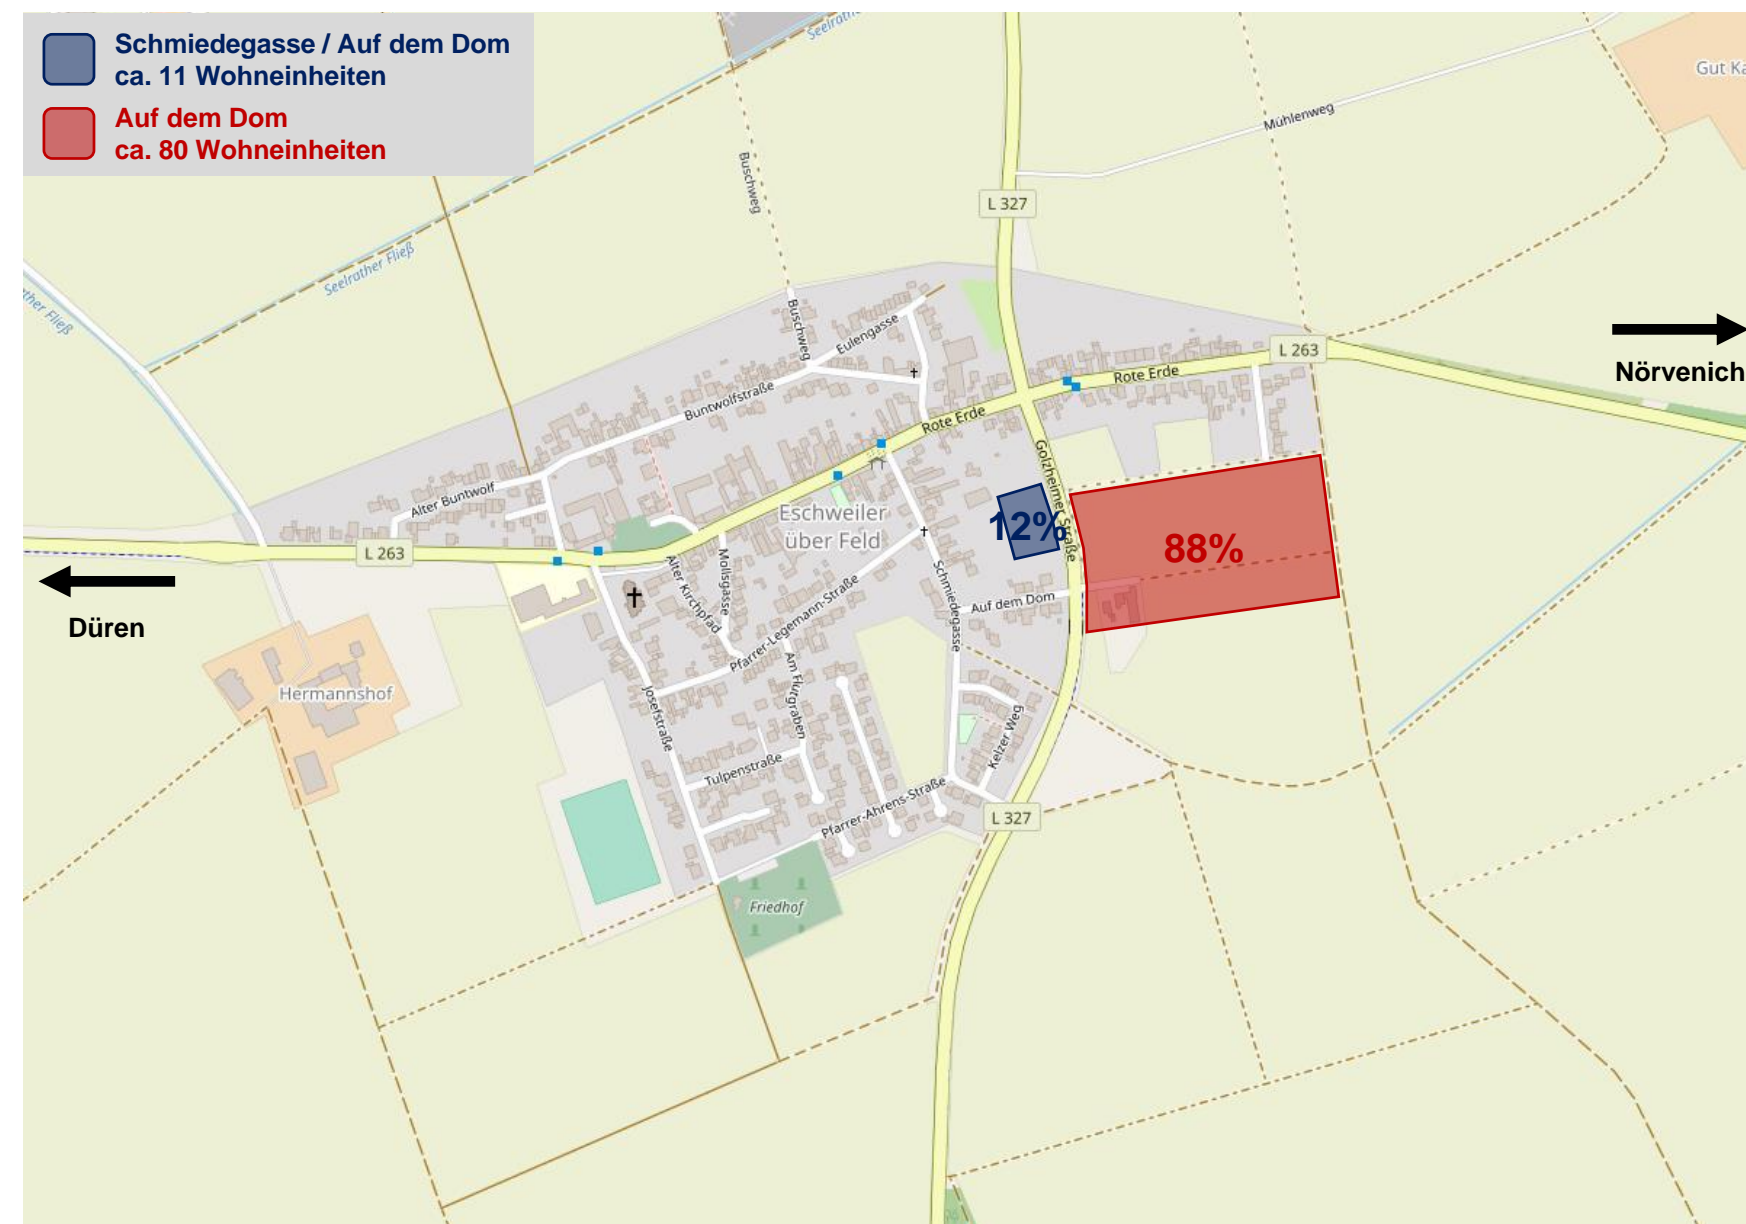 Schmiedegasse / Auf dem Dom
ca. 11 Wohneinheiten
Auf dem Dom
ca. 80 Wohneinheiten
Seelrather
Gut
Mühlenweg
Buschweg
L 327
Seelrather Fließ
Fließ
Buschweg
Eulengasse
L 263
Nörvenich
Rote Erde
Buntwolfstraße
Rote Erde
Golzheimer Straße
Alter Buntwolf
Eschweiler
über Feld
12%
88%
L 263
Düren
Alter Kirchpfad
Mollsgasse
Pfarrer-Legemann-Straße
Schmiedegasse
Auf dem Dom
Hermannshof
Josefstraße
Am Flutgraben
Kelzer Weg
Tulpenstraße
Pfarrer-Ahrens-Straße
L 327
Friedhof